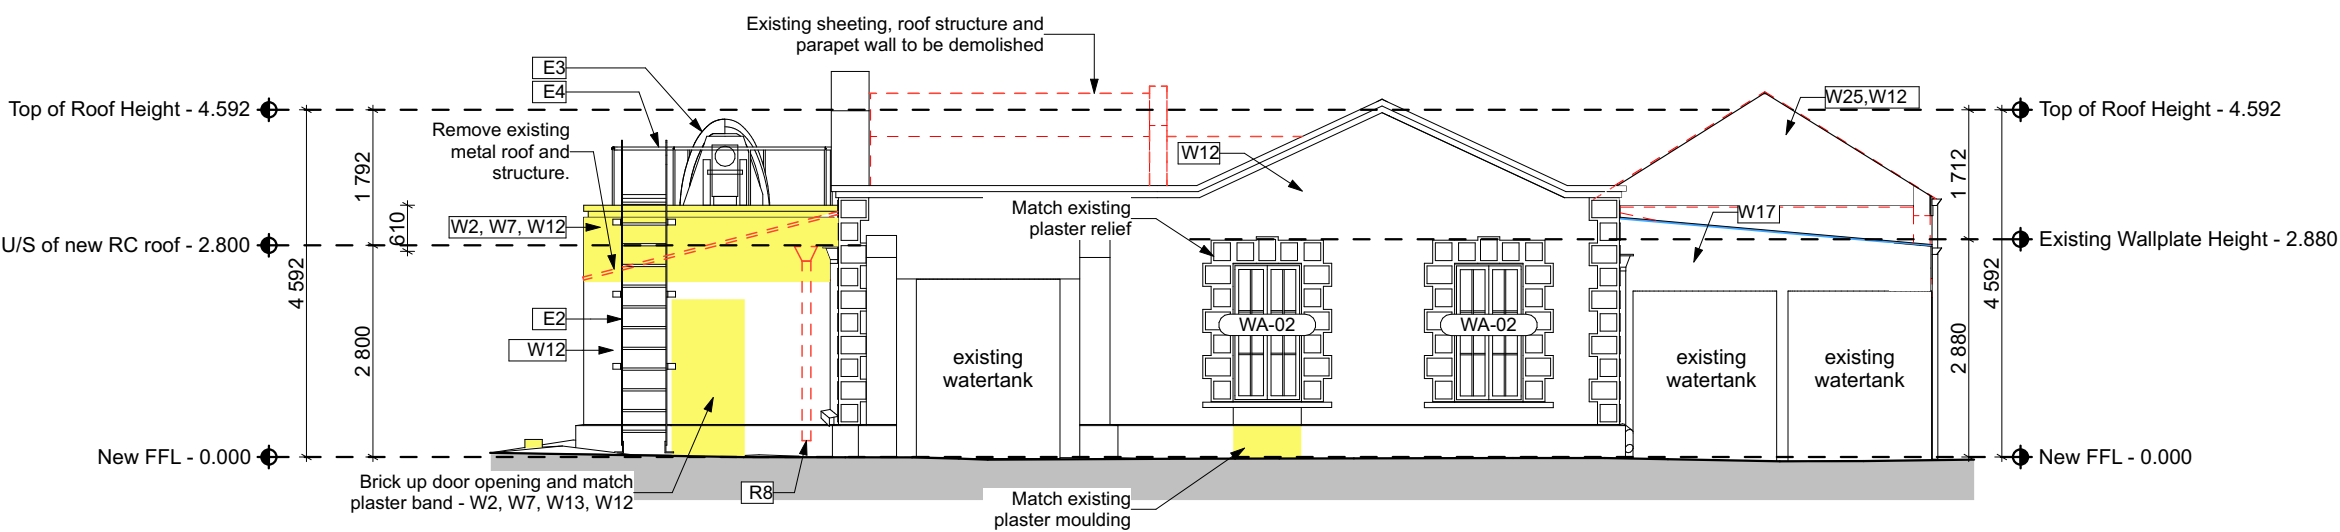 Existing sheeting, roof structure and
parapet wall to be demolished
E3
E4
W25,W12
Top of Roof Height - 4.592
Top of Roof Height - 4.592
Remove existing
metal roof and
structure.
W12
1 792
1 712
Match existing
plaster relief
W17
W2, W7, W12
610
U/S of new RC roof - 2.800
Existing Wallplate Height - 2.880
4 592
4 592
E2
WA-02
WA-02
W12
2 800
2 880
existing
watertank
existing
watertank
existing
watertank
New FFL - 0.000
New FFL - 0.000
Brick up door opening and match
plaster band - W2, W7, W13, W12
R8
Match existing
plaster moulding